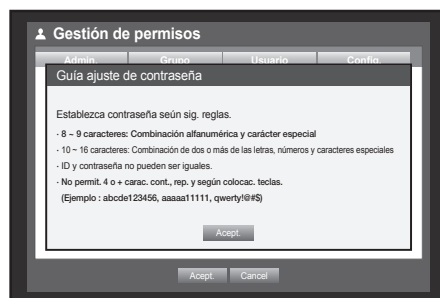 Gestión de permisos
Admin. Grupo Usuario Config.
Guía ajuste de contraseña
Establezca contraseña seún sig. reglas.
- 8 ~ 9 caracteres: Combinación alfanumérica y carácter especial
- 10 ~ 16 caracteres: Combinación de dos o más de las letras, números y caracteres especiales
- ID y contraseña no pueden ser iguales.
- No permit. 4 o + carac. cont., rep. y según colocac. teclas.
(Ejemplo : abcde123456, aaaaa11111, qwerty!@#$)
Acept.
Acept. Cancel